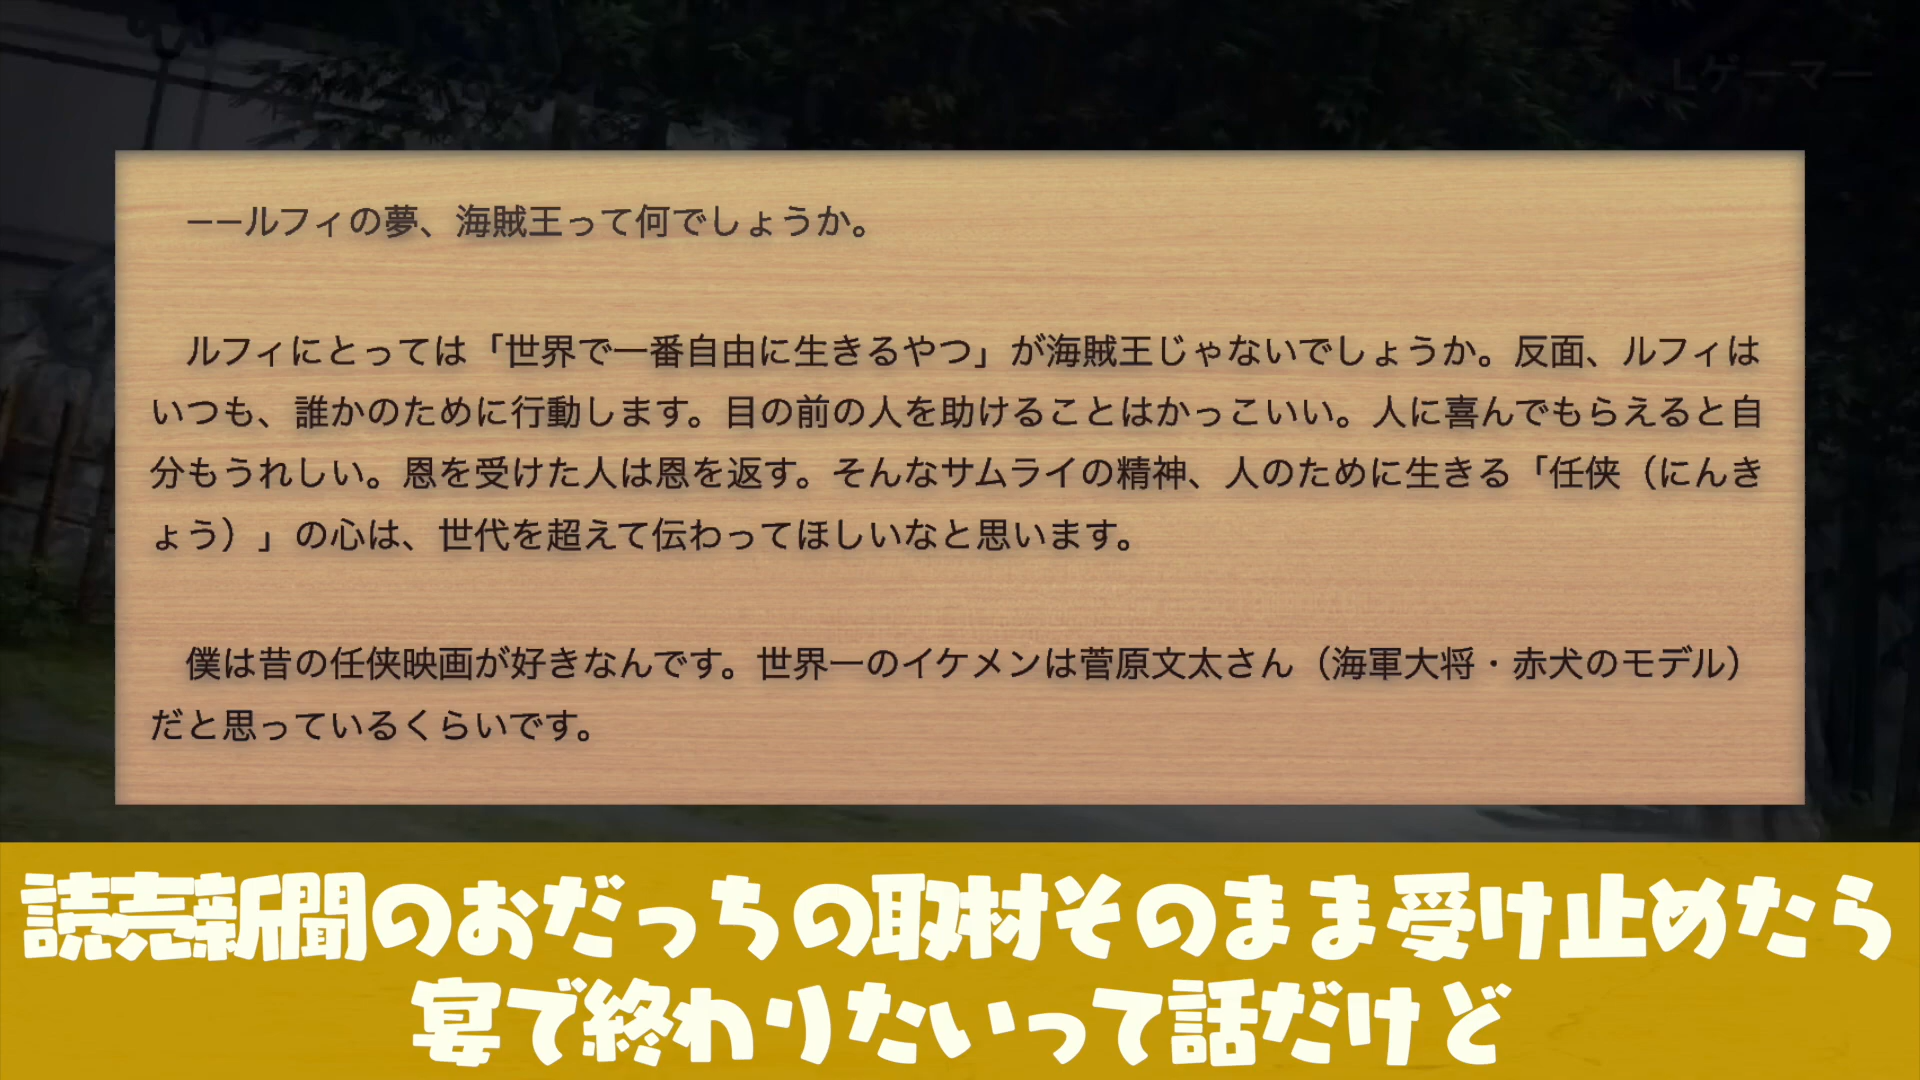 Lゲーマー
——ルフィの夢、海賊王って何でしょうか。
ルフィにとっては「世界で一番自由に生きるやつ」が海賊王じゃないでしょうか。反面、ルフィは
いつも、誰かのために行動します。目の前の人を助けることはかっこいい。人に喜んでもらえると自
分もうれしい。恩を受けた人は恩を返す。そんなサムライの精神、人のために生きる「任侠（にんき
ょう）」の心は、世代を超えて伝わってほしいなと思います。
僕は昔の任侠映画が好きなんです。世界一のイケメンは菅原文太さん（海軍大将・赤犬のモデル）
だと思っているくらいです。
読売新聞のおだっちの取材そのまま受け止めたら
宴で終わりたいって話だけど